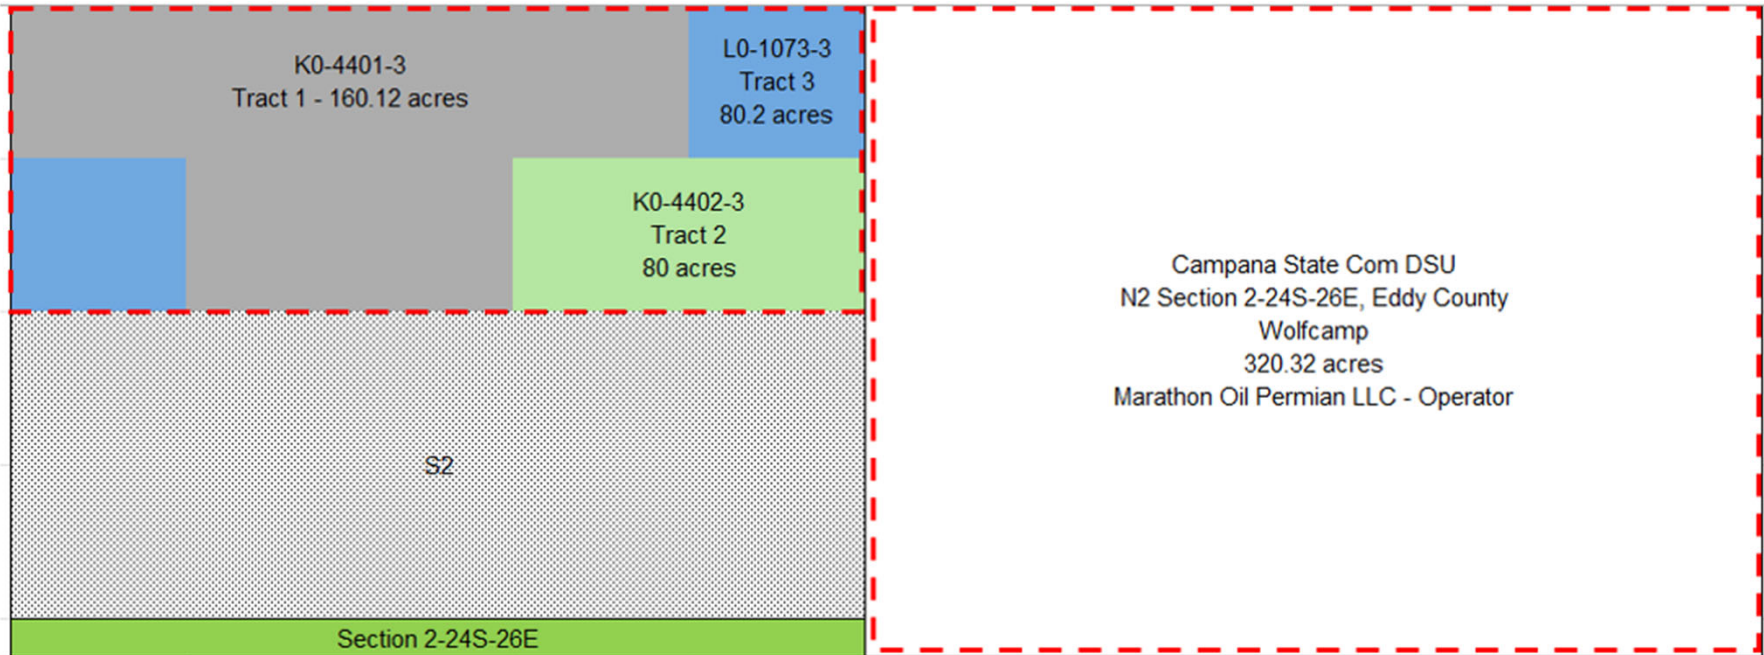 K0-4401-3
Tract 1 - 160.12 acres
L0-1073-3
Tract 3
80.2 acres
K0-4402-3
Tract 2
80 acres
S2
Section 2-24S-26E
Campana State Com DSU
N2 Section 2-24S-26E, Eddy County
Wolfcamp
320.32 acres
Marathon Oil Permian LLC - Operator